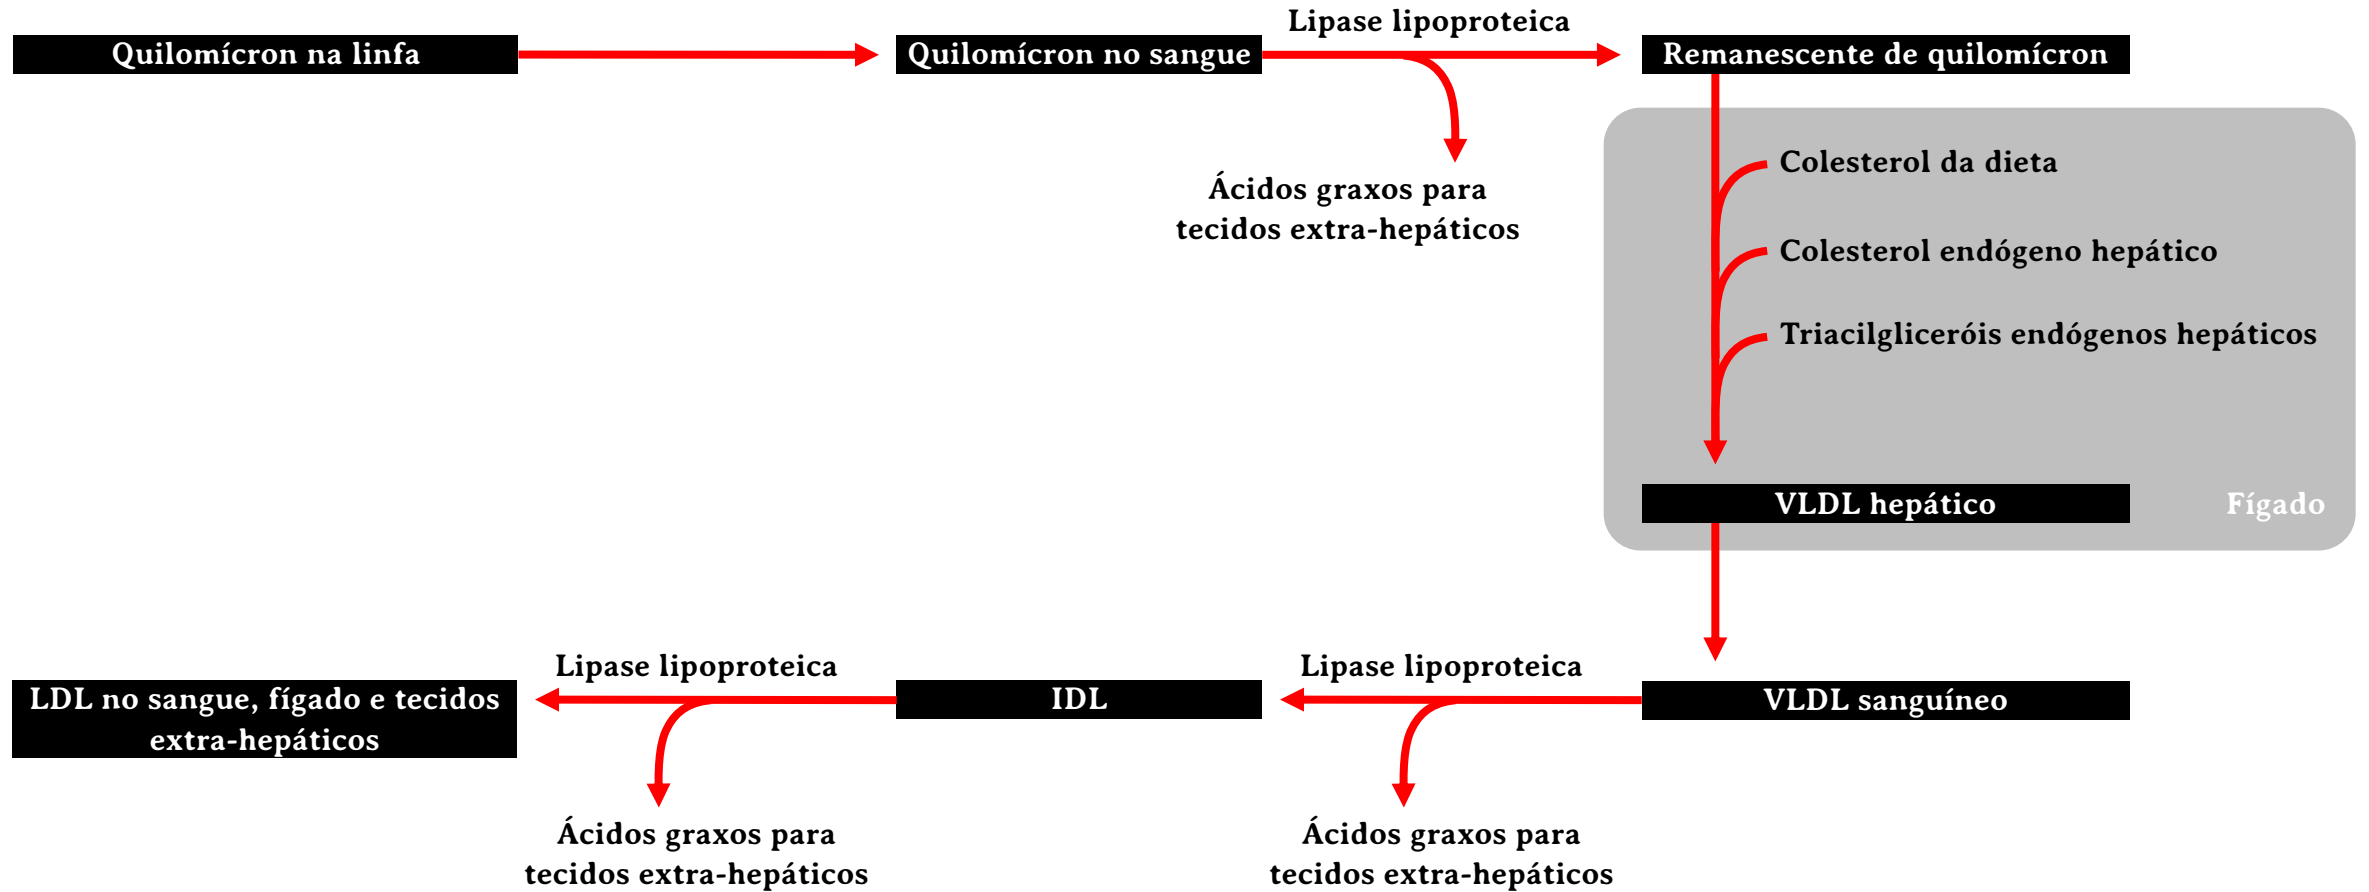 Lipase lipoproteica
Quilomícron na linfa
Quilomícron no sangue
Remanescente de quilomícron
Ácidos graxos para
tecidos extra-hepáticos
Colesterol da dieta
Colesterol endógeno hepático
Triacilgliceróis endógenos hepáticos
VLDL hepático
Fígado
Lipase lipoproteica
Lipase lipoproteica
LDL no sangue, fígado e tecidos
extra-hepáticos
IDL
VLDL sanguíneo
Ácidos graxos para
tecidos extra-hepáticos
Ácidos graxos para
tecidos extra-hepáticos